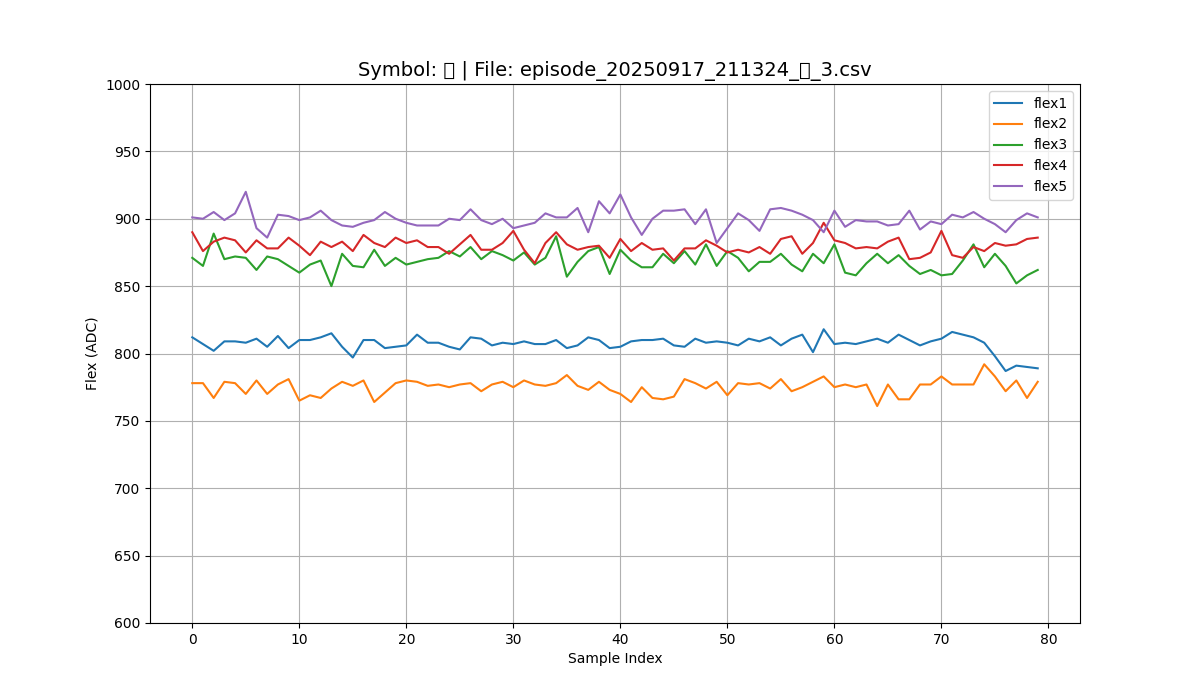 Symbol: | File: episode_20250917_211324_ _3.csv
1000
950
900
850
800
750
700
650
600
Flex (ADC)
flex1
flex2
flex3
flex4
flex5
0 10 20 30 40 50 60 70 80
Sample Index